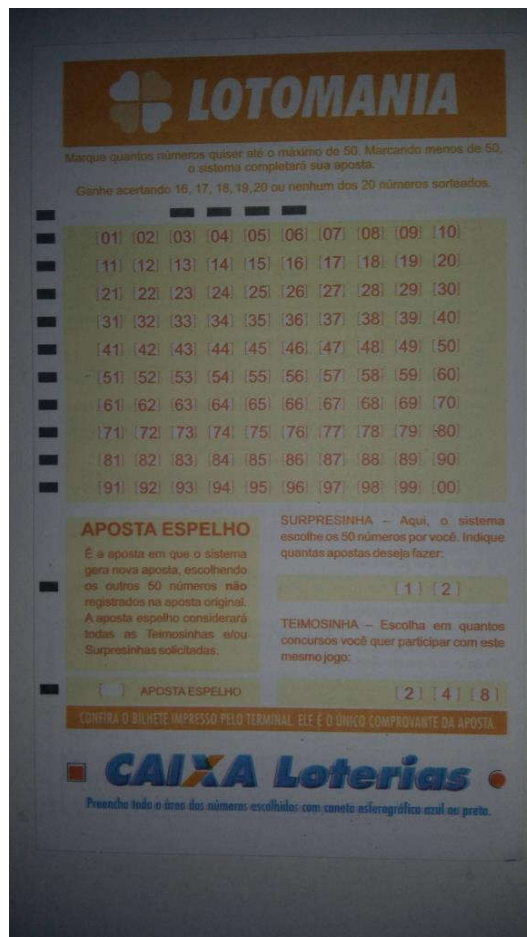 LOTOMANIA
Marque quantos números quiser até o máximo de 50. Marcando menos de 50,
o sistema completará sua aposta.
Ganhe acertando 16, 17, 18, 19, 20 ou nenhum dos 20 números sorteados.
[01] [02] [03] [04] [05] [06] [07] [08] [09] [10]
[11] [12] [13] [14] [15] [16] [17] [18] [19] [20]
[21] [22] [23] [24] [25] [26] [27] [28] [29] [30]
[31] [32] [33] [34] [35] [36] [37] [38] [39] [40]
[41] [42] [43] [44] [45] [46] [47] [48] [49] [50]
[51] [52] [53] [54] [55] [56] [57] [58] [59] [60]
[61] [62] [63] [64] [65] [66] [67] [68] [69] [70]
[71] [72] [73] [74] [75] [76] [77] [78] [79] [80]
[81] [82] [83] [84] [85] [86] [87] [88] [89] [90]
[91] [92] [93] [94] [95] [96] [97] [98] [99] [00]
APOSTA ESPELHO
É a aposta em que o sistema
gera nova aposta, escolhendo
os outros 50 números não
registrados na aposta original.
A aposta espelho considerará
todas as Teimosinhas e/ou
Surpresinhas solicitadas.
[ ] APOSTA ESPELHO
SURPRESINHA – Aqui, o sistema
escolhe os 50 números por você. Indique
quantas apostas deseja fazer:
[1] [2]
TEIMOSINHA – Escolha em quantos
concursos você quer participar com este
mesmo jogo:
[2] [4] [8]
CONFIRA O BILHETE IMPRESSO PELO TERMINAL. ELE É O ÚNICO COMPROVANTE DA APOSTA.
CAIXA Loterias
Preencha toda a área dos números escolhidos com caneta esferográfica azul ou preta.